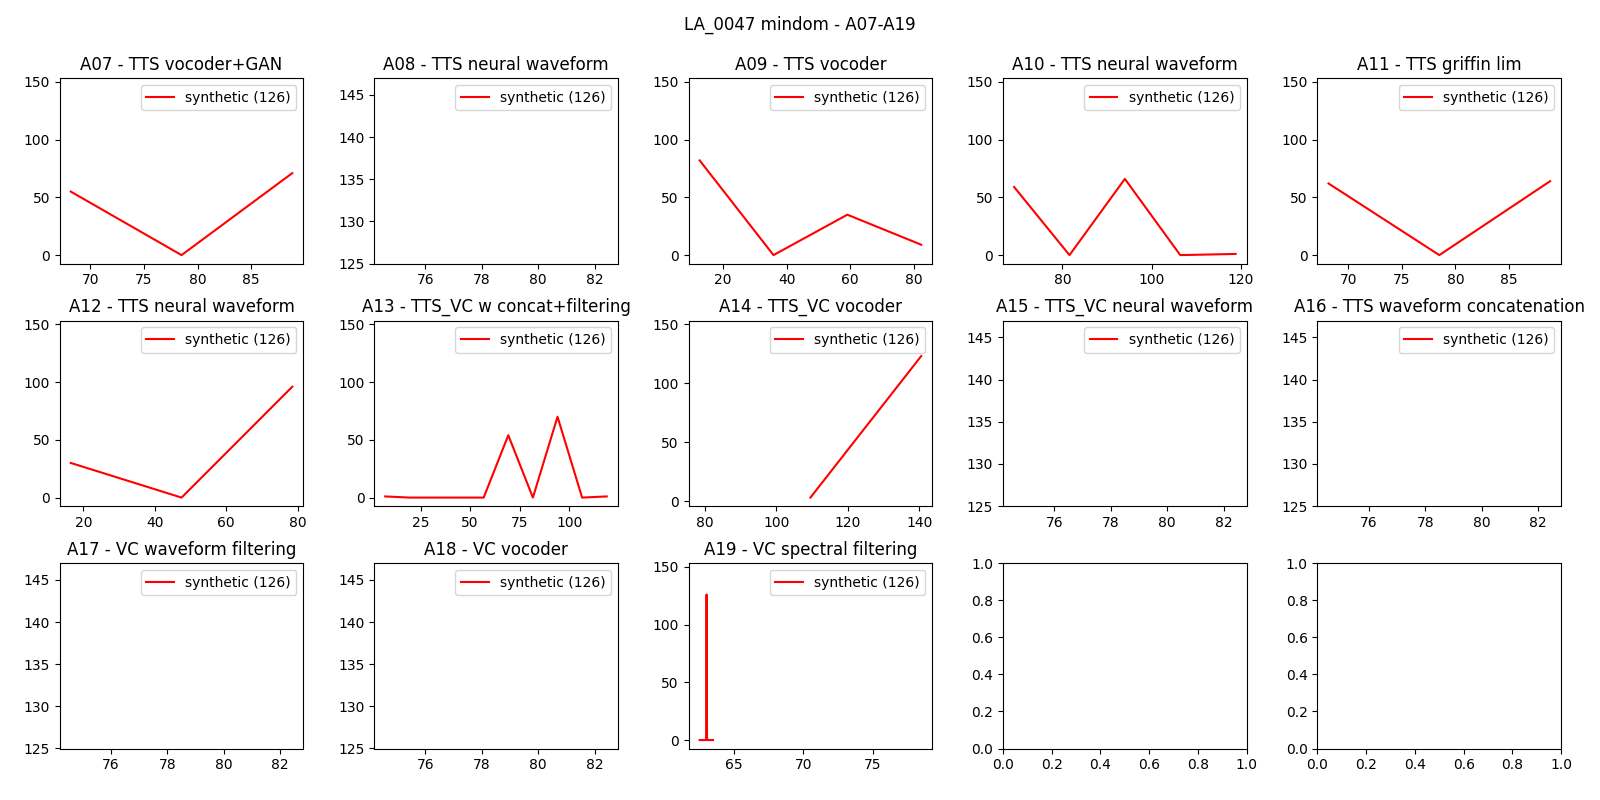 LA_0047 mindom - A07-A19
A07 - TTS vocoder+GAN
A08 - TTS neural waveform
A09 - TTS vocoder
A10 - TTS neural waveform
A11 - TTS griffin lim
synthetic (126)
synthetic (126)
synthetic (126)
synthetic (126)
synthetic (126)
150
100
50
0
70 75 80 85
145
140
135
130
125
76 78 80 82
150
100
50
0
20 40 60 80
150
100
50
0
80 100 120
150
100
50
0
70 75 80 85
A12 - TTS neural waveform
A13 - TTS_VC w concat+filtering
A14 - TTS_VC vocoder
A15 - TTS_VC neural waveform
A16 - TTS waveform concatenation
synthetic (126)
synthetic (126)
synthetic (126)
synthetic (126)
synthetic (126)
150
100
50
0
20 40 60 80
150
100
50
0
25 50 75 100
150
100
50
0
80 100 120 140
145
140
135
130
125
76 78 80 82
145
140
135
130
125
76 78 80 82
A17 - VC waveform filtering
A18 - VC vocoder
A19 - VC spectral filtering
synthetic (126)
synthetic (126)
synthetic (126)
145
140
135
130
125
76 78 80 82
145
140
135
130
125
76 78 80 82
150
100
50
0
65 70 75
1.0
0.8
0.6
0.4
0.2
0.0
0.0 0.2 0.4 0.6 0.8 1.0
1.0
0.8
0.6
0.4
0.2
0.0
0.0 0.2 0.4 0.6 0.8 1.0